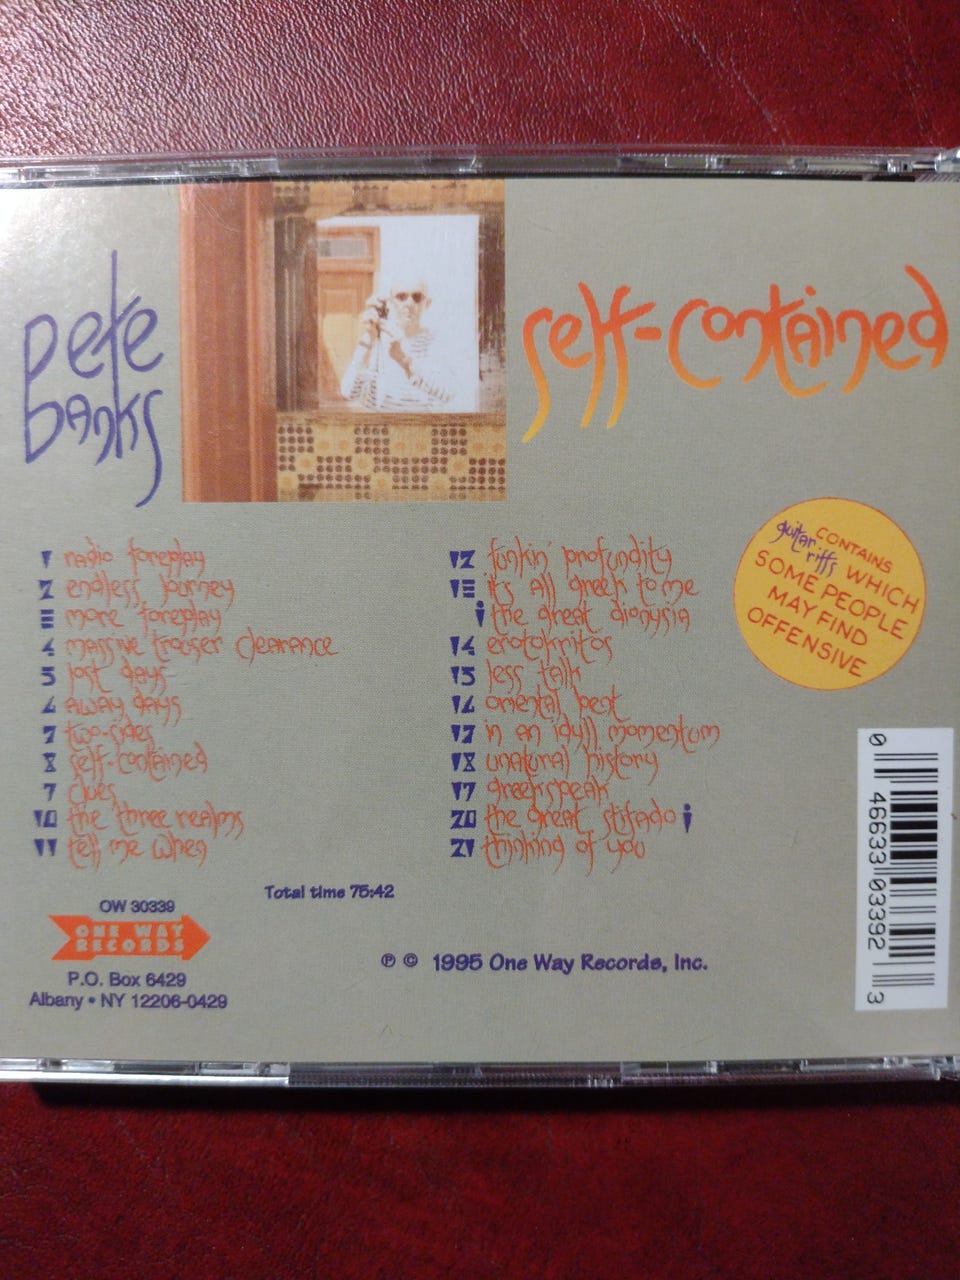 pete
banks
self-contained
CONTAINS
guitar riffs WHICH
SOME PEOPLE
MAY FIND
OFFENSIVE
1 radio foreplay
2 endless journey
3 more foreplay
4 massive trouser clearance
5 lost days
6 away days
7 two-sides
8 self-contained
9 clues
10 the three realms
11 tell me when
12 funkin' profundity
13 it's all greek to me
i the great dionysia
14 erotokritos
15 less talk
16 oriental bent
17 in an idyll momentum
18 unatural history
19 greekspeak
20 the great stifado i
21 thinking of you
Total time 75:42
OW 30339
ONE WAY
RECORDS
P.O. Box 6429
Albany • NY 12206-0429
℗ © 1995 One Way Records, Inc.
0 46633 03392 3